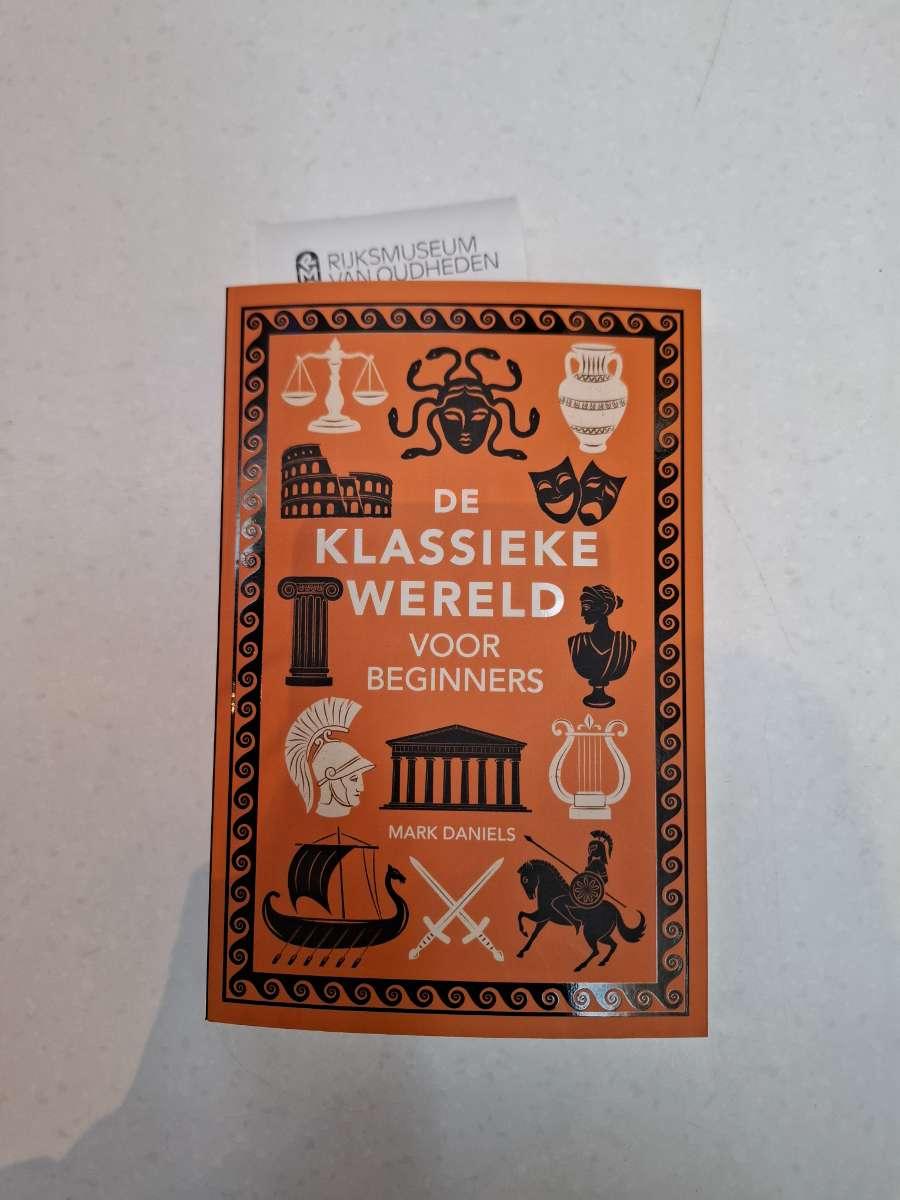 RIJKSMUSEUM
VAN OUDHEDEN
DE
KLASSIEKE
WERELD
VOOR
BEGINNERS
MARK DANIELS